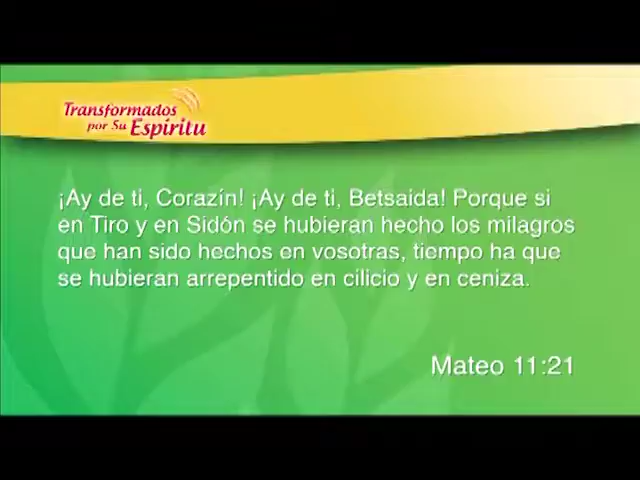 Transformados
por Su Espíritu
¡Ay de ti, Corazín! ¡Ay de ti, Betsaida! Porque si
en Tiro y en Sidón se hubieran hecho los milagros
que han sido hechos en vosotras, tiempo ha que
se hubieran arrepentido en cilicio y en ceniza.
Mateo 11:21